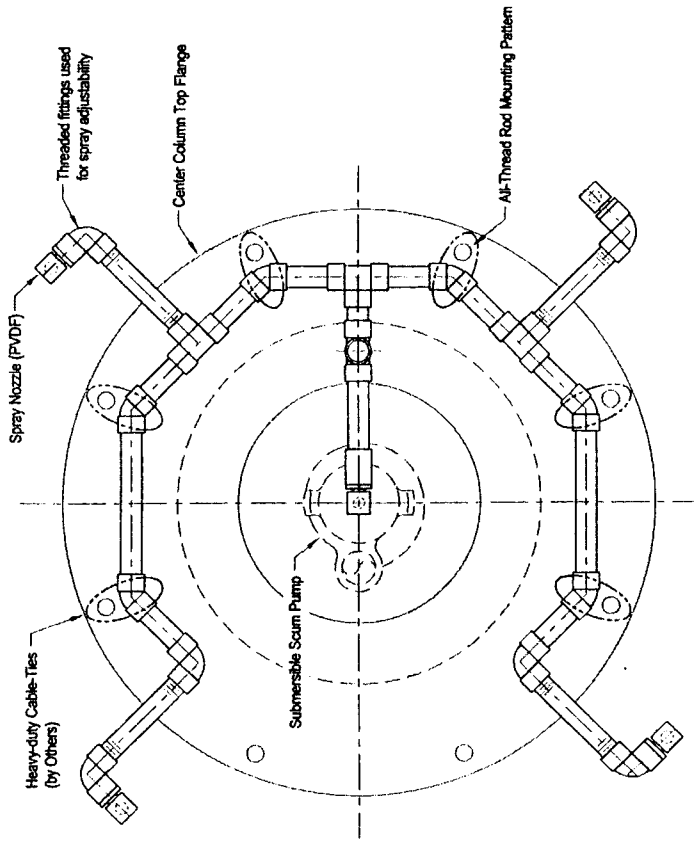 Spray Nozzle (PVDF)
Threaded fittings used
for spray adjustability
Center Column Top Flange
All-Thread Rod Mounting Pattern
Heavy-duty Cable-Ties
(by Others)
Submersible Scum Pump